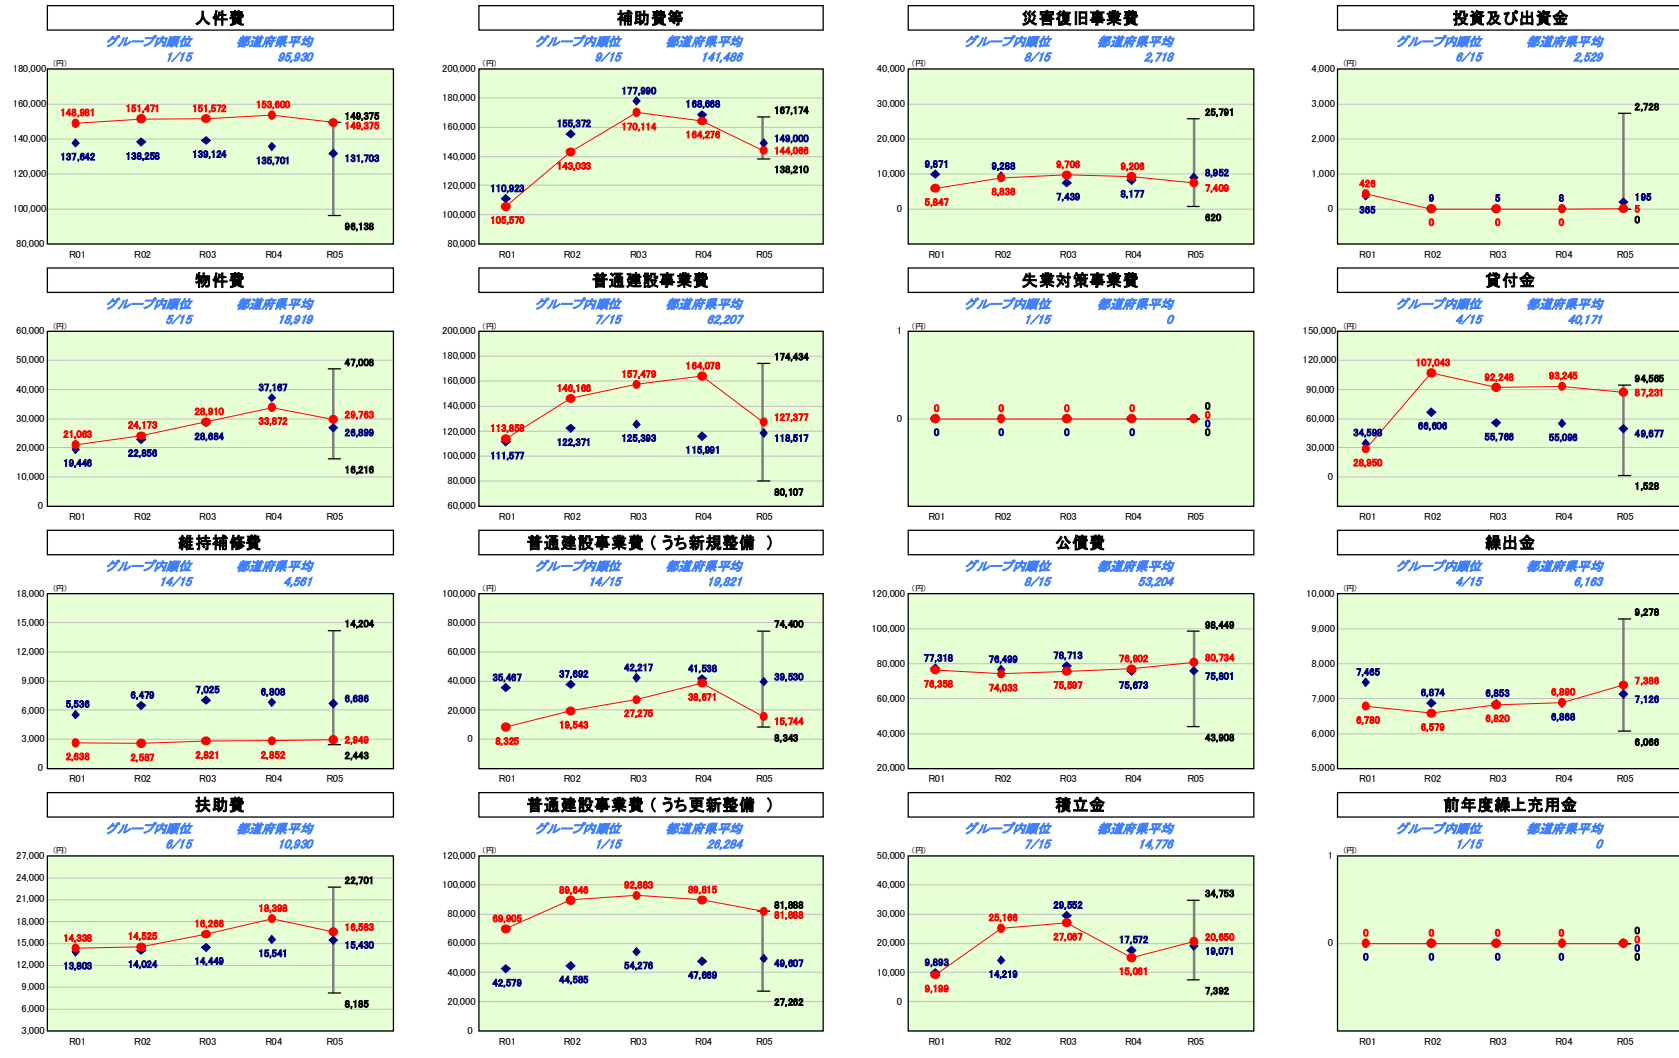 人件費
グループ内順位 都道府県平均
1/15 95,930
(円)
180,000
160,000
140,000
120,000
100,000
80,000
148,981 151,471 151,572 153,600 149,375
149,375
137,642 138,258 139,124 135,701 131,703
96,138
R01 R02 R03 R04 R05
補助費等
グループ内順位 都道府県平均
9/15 141,486
(円)
200,000
180,000
160,000
140,000
120,000
100,000
80,000
110,923 155,372 177,990 168,668 167,174
149,000
105,570 143,033 170,114 164,276 144,066
138,210
R01 R02 R03 R04 R05
災害復旧事業費
グループ内順位 都道府県平均
8/15 2,718
(円)
40,000
30,000
20,000
10,000
0
25,791
9,871 9,288 9,706 9,206 8,952
5,847 8,838 7,439 8,177 7,409
620
R01 R02 R03 R04 R05
投資及び出資金
グループ内順位 都道府県平均
6/15 2,529
(円)
4,000
3,000
2,000
1,000
0
2,728
426 9 5 8 195
365 0 0 0 5
0
R01 R02 R03 R04 R05
物件費
グループ内順位 都道府県平均
5/15 18,919
(円)
60,000
50,000
40,000
30,000
20,000
10,000
0
47,008
21,063 24,173 28,910 37,167 29,763
19,446 22,856 28,684 33,872 26,899
16,216
R01 R02 R03 R04 R05
普通建設事業費
グループ内順位 都道府県平均
7/15 62,207
(円)
200,000
180,000
160,000
140,000
120,000
100,000
80,000
60,000
174,434
113,858 146,166 157,479 164,078 127,377
111,577 122,371 125,393 115,991 118,517
80,107
R01 R02 R03 R04 R05
失業対策事業費
グループ内順位 都道府県平均
1/15 0
(円)
1
0
0
0 0 0 0 0
0 0 0 0 0
0
R01 R02 R03 R04 R05
貸付金
グループ内順位 都道府県平均
4/15 40,171
(円)
150,000
120,000
90,000
60,000
30,000
0
107,043 92,248 93,245 94,565
87,231
34,598 66,606 55,766 55,096 49,677
28,950
1,528
R01 R02 R03 R04 R05
維持補修費
グループ内順位 都道府県平均
14/15 4,561
(円)
18,000
15,000
12,000
9,000
6,000
3,000
0
14,204
5,536 6,479 7,025 6,808 6,686
2,638 2,587 2,821 2,852 2,949
2,443
R01 R02 R03 R04 R05
普通建設事業費 ( うち新規整備 )
グループ内順位 都道府県平均
14/15 19,821
(円)
100,000
80,000
60,000
40,000
20,000
0
74,400
35,467 37,692 42,217 41,538 39,530
8,325 19,543 27,275 38,671 15,744
8,343
R01 R02 R03 R04 R05
公債費
グループ内順位 都道府県平均
8/15 53,204
(円)
120,000
100,000
80,000
60,000
40,000
20,000
98,449
77,318 76,499 78,713 76,902 80,734
76,358 74,033 75,597 75,673 75,801
43,908
R01 R02 R03 R04 R05
繰出金
グループ内順位 都道府県平均
4/15 6,163
(円)
10,000
9,000
8,000
7,000
6,000
5,000
9,278
7,465 6,874 6,853 6,890 7,386
6,780 6,579 6,820 6,868 7,126
6,066
R01 R02 R03 R04 R05
扶助費
グループ内順位 都道府県平均
6/15 10,930
(円)
27,000
24,000
21,000
18,000
15,000
12,000
9,000
6,000
3,000
22,701
14,338 14,525 16,266 18,398 16,583
13,803 14,024 14,449 15,541 15,430
8,185
R01 R02 R03 R04 R05
普通建設事業費 ( うち更新整備 )
グループ内順位 都道府県平均
1/15 26,284
(円)
120,000
100,000
80,000
60,000
40,000
20,000
0
69,905 89,646 92,883 89,815 81,888
81,888
42,579 44,585 54,276 47,669 49,607
27,262
R01 R02 R03 R04 R05
積立金
グループ内順位 都道府県平均
7/15 14,776
(円)
50,000
40,000
30,000
20,000
10,000
0
34,753
9,893 25,166 29,552 17,572 20,650
9,199 14,219 27,067 15,081 19,071
7,392
R01 R02 R03 R04 R05
前年度繰上充用金
グループ内順位 都道府県平均
1/15 0
(円)
1
0
0
0 0 0 0 0
0 0 0 0 0
0
R01 R02 R03 R04 R05